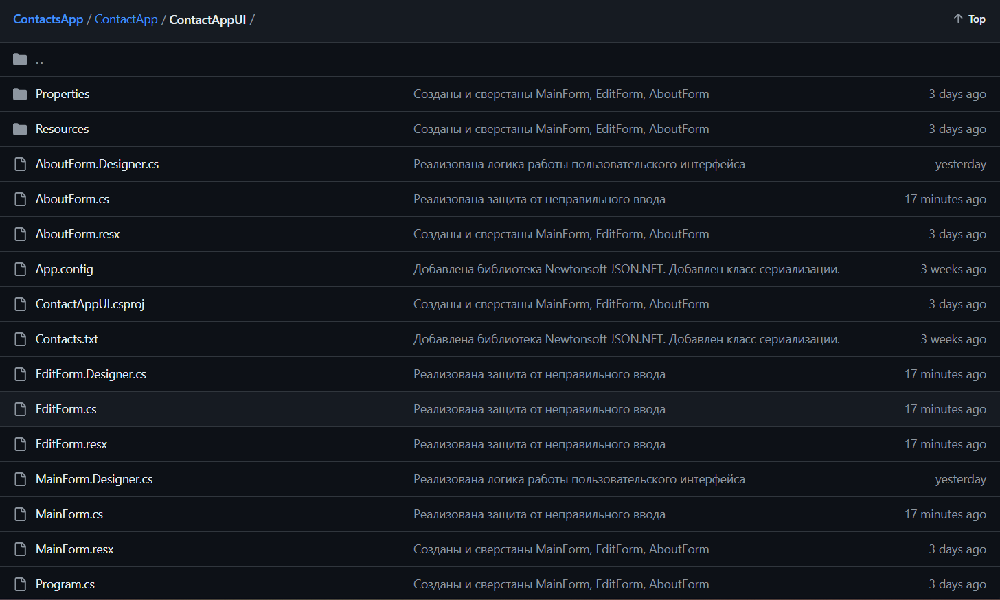 ContactsApp / ContactApp / ContactAppUI / Top
..
Properties Созданы и сверстаны MainForm, EditForm, AboutForm 3 days ago
Resources Созданы и сверстаны MainForm, EditForm, AboutForm 3 days ago
AboutForm.Designer.cs Реализована логика работы пользовательского интерфейса yesterday
AboutForm.cs Реализована защита от неправильного ввода 17 minutes ago
AboutForm.resx Созданы и сверстаны MainForm, EditForm, AboutForm 3 days ago
App.config Добавлена библиотека Newtonsoft JSON.NET. Добавлен класс сериализации. 3 weeks ago
ContactAppUI.csproj Созданы и сверстаны MainForm, EditForm, AboutForm 3 days ago
Contacts.txt Добавлена библиотека Newtonsoft JSON.NET. Добавлен класс сериализации. 3 weeks ago
EditForm.Designer.cs Реализована защита от неправильного ввода 17 minutes ago
EditForm.cs Реализована защита от неправильного ввода 17 minutes ago
EditForm.resx Реализована защита от неправильного ввода 17 minutes ago
MainForm.Designer.cs Реализована логика работы пользовательского интерфейса yesterday
MainForm.cs Реализована защита от неправильного ввода 17 minutes ago
MainForm.resx Созданы и сверстаны MainForm, EditForm, AboutForm 3 days ago
Program.cs Созданы и сверстаны MainForm, EditForm, AboutForm 3 days ago